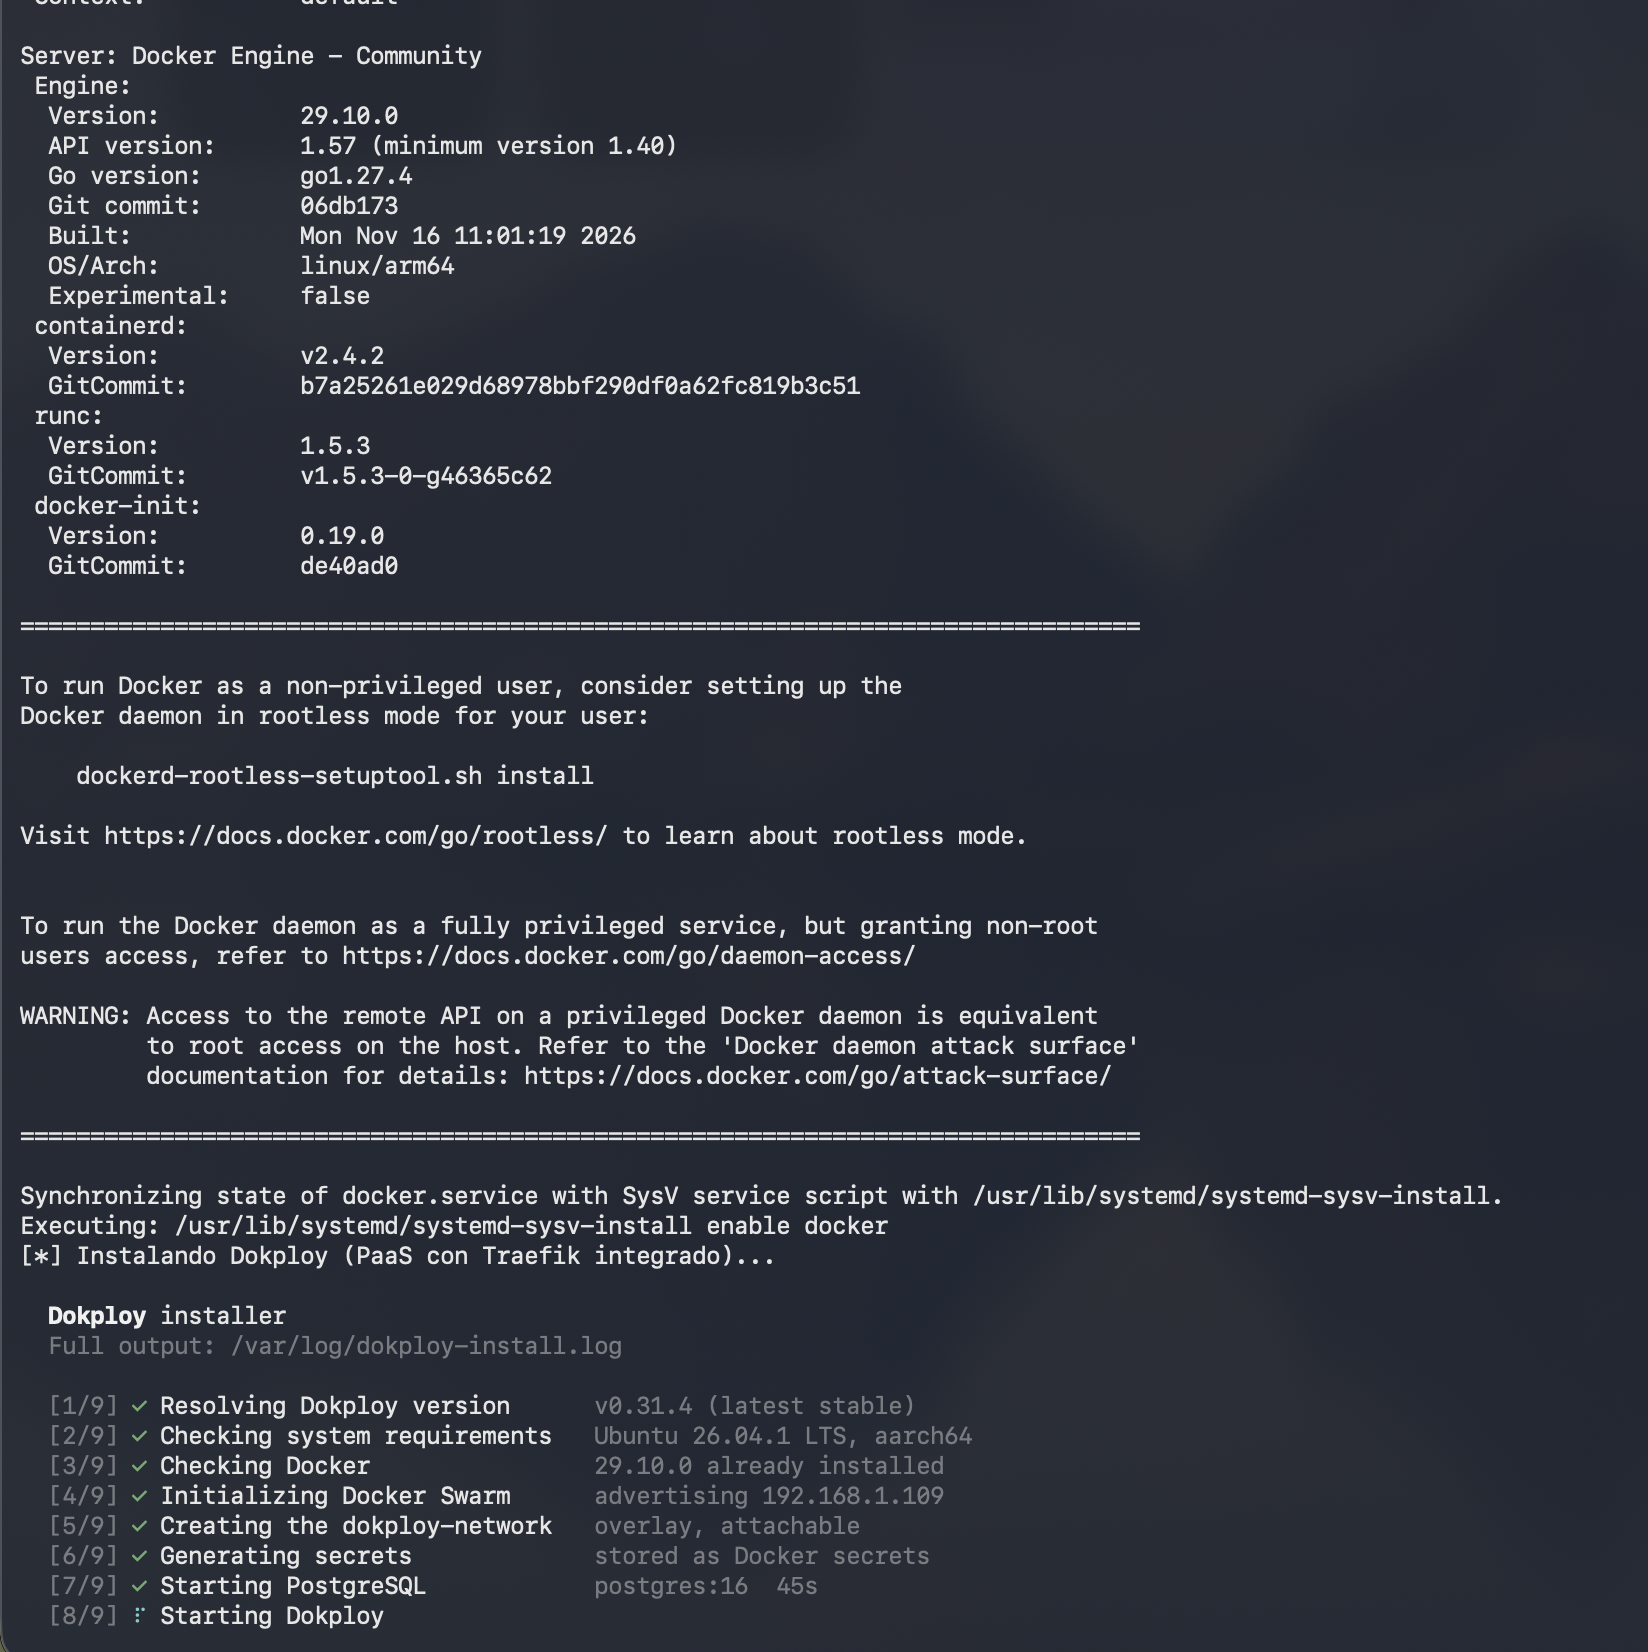 Context:           default

Server: Docker Engine – Community
 Engine:
  Version:          29.10.0
  API version:      1.57 (minimum version 1.40)
  Go version:       go1.27.4
  Git commit:       06db173
  Built:            Mon Nov 16 11:01:19 2026
  OS/Arch:          linux/arm64
  Experimental:     false
 containerd:
  Version:          v2.4.2
  GitCommit:        b7a25261e029d68978bbf290df0a62fc819b3c51
 runc:
  Version:          1.5.3
  GitCommit:        v1.5.3-0-g46365c62
 docker-init:
  Version:          0.19.0
  GitCommit:        de40ad0

================================================================================

To run Docker as a non-privileged user, consider setting up the
Docker daemon in rootless mode for your user:

    dockerd-rootless-setuptool.sh install

Visit https://docs.docker.com/go/rootless/ to learn about rootless mode.


To run the Docker daemon as a fully privileged service, but granting non-root
users access, refer to https://docs.docker.com/go/daemon-access/

WARNING: Access to the remote API on a privileged Docker daemon is equivalent
         to root access on the host. Refer to the 'Docker daemon attack surface'
         documentation for details: https://docs.docker.com/go/attack-surface/

================================================================================

Synchronizing state of docker.service with SysV service script with /usr/lib/systemd/systemd-sysv-install.
Executing: /usr/lib/systemd/systemd-sysv-install enable docker
[*] Instalando Dokploy (PaaS con Traefik integrado)...

  Dokploy installer
  Full output: /var/log/dokploy-install.log

  [1/9] ✓ Resolving Dokploy version      v0.31.4 (latest stable)
  [2/9] ✓ Checking system requirements   Ubuntu 26.04.1 LTS, aarch64
  [3/9] ✓ Checking Docker                29.10.0 already installed
  [4/9] ✓ Initializing Docker Swarm      advertising 192.168.1.109
  [5/9] ✓ Creating the dokploy-network   overlay, attachable
  [6/9] ✓ Generating secrets             stored as Docker secrets
  [7/9] ✓ Starting PostgreSQL            postgres:16  45s
  [8/9] ⠏ Starting Dokploy